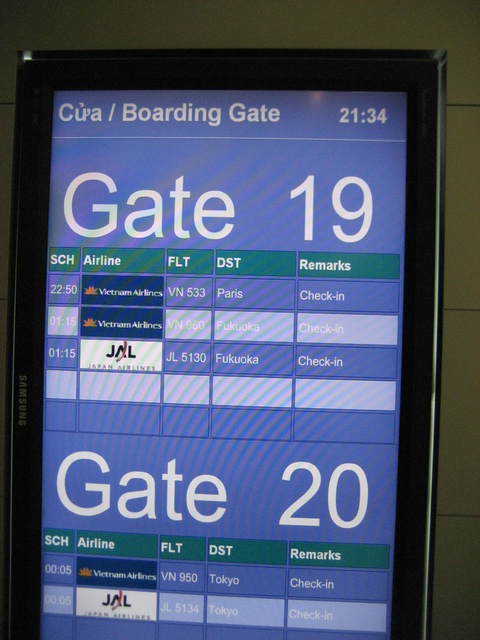 Cửa / Boarding Gate 21:34
Gate 19
SCH Airline FLT DST Remarks
22:50 Vietnam Airlines VN 533 Paris Check-in
01:15 Vietnam Airlines VN 960 Fukuoka Check-in
01:15 JAL JAPAN AIRLINES JL 5130 Fukuoka Check-in
Gate 20
SCH Airline FLT DST Remarks
00:05 Vietnam Airlines VN 950 Tokyo Check-in
00:05 JAL JAPAN AIRLINES JL 5134 Tokyo Check-in
SAMSUNG